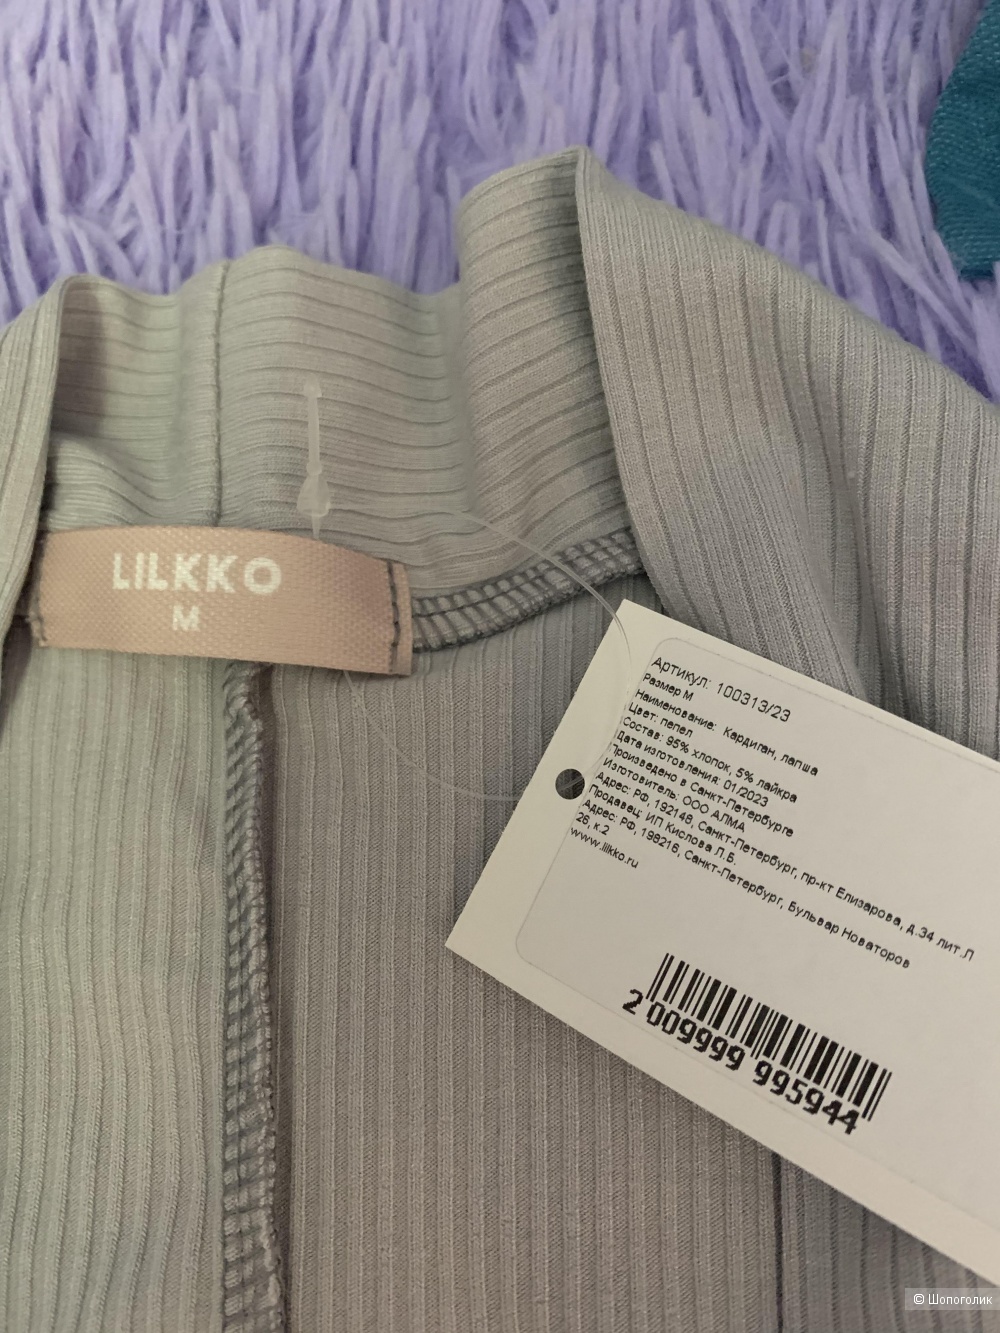 LILKKO
M
Артикул: 100313/23
Размер M
Наименование: Кардиган, лапша
Цвет: пепел
Состав: 95% хлопок, 5% лайкра
Дата изготовления: 01/2023
Произведено в Санкт-Петербурге
Изготовитель: ООО АЛМА
Адрес: РФ, 192148, Санкт-Петербург, пр-кт Елизарова, д.34 лит.Л
Продавец: ИП Кислова Л.Б.
Адрес: РФ, 198216, Санкт-Петербург, Бульвар Новаторов
26, к.2
www.lilkko.ru
2 009999 995944
© Шопоголик